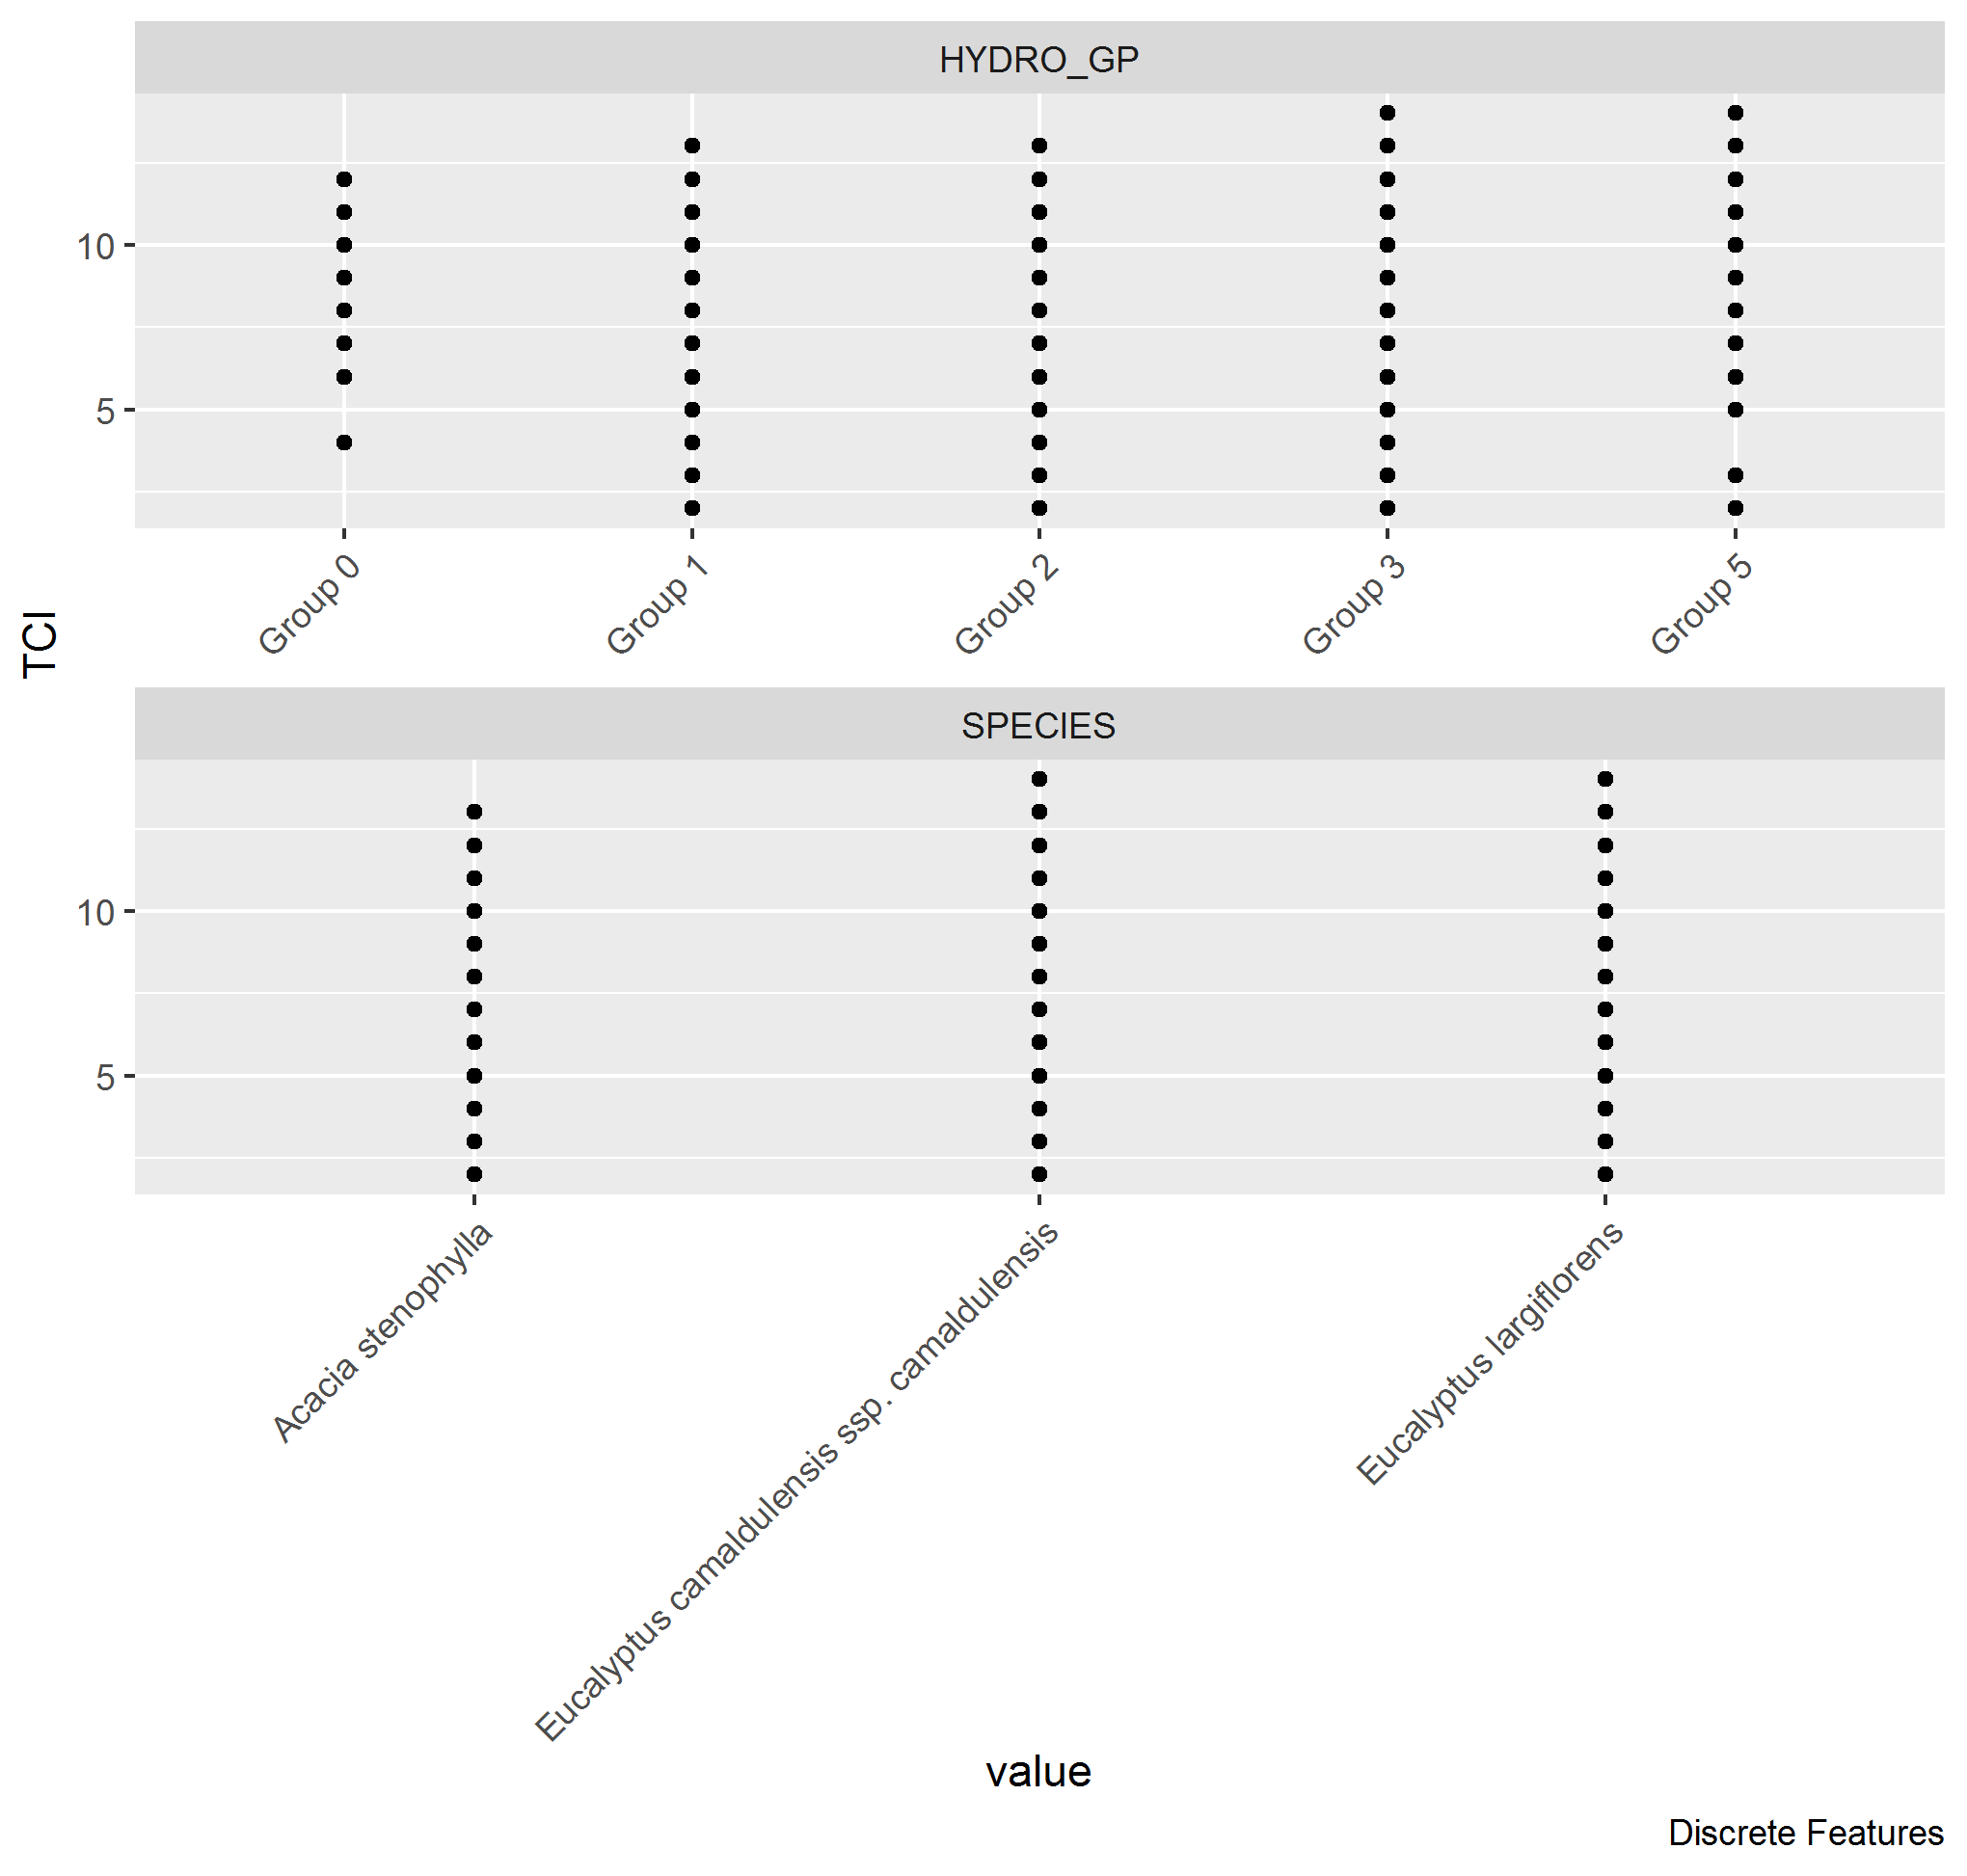 HYDRO_GP
10
5
Group 0
Group 1
Group 2
Group 3
Group 5
TCI
SPECIES
10
5
Acacia stenophylla
Eucalyptus camaldulensis ssp. camaldulensis
Eucalyptus largiflorens
value
Discrete Features